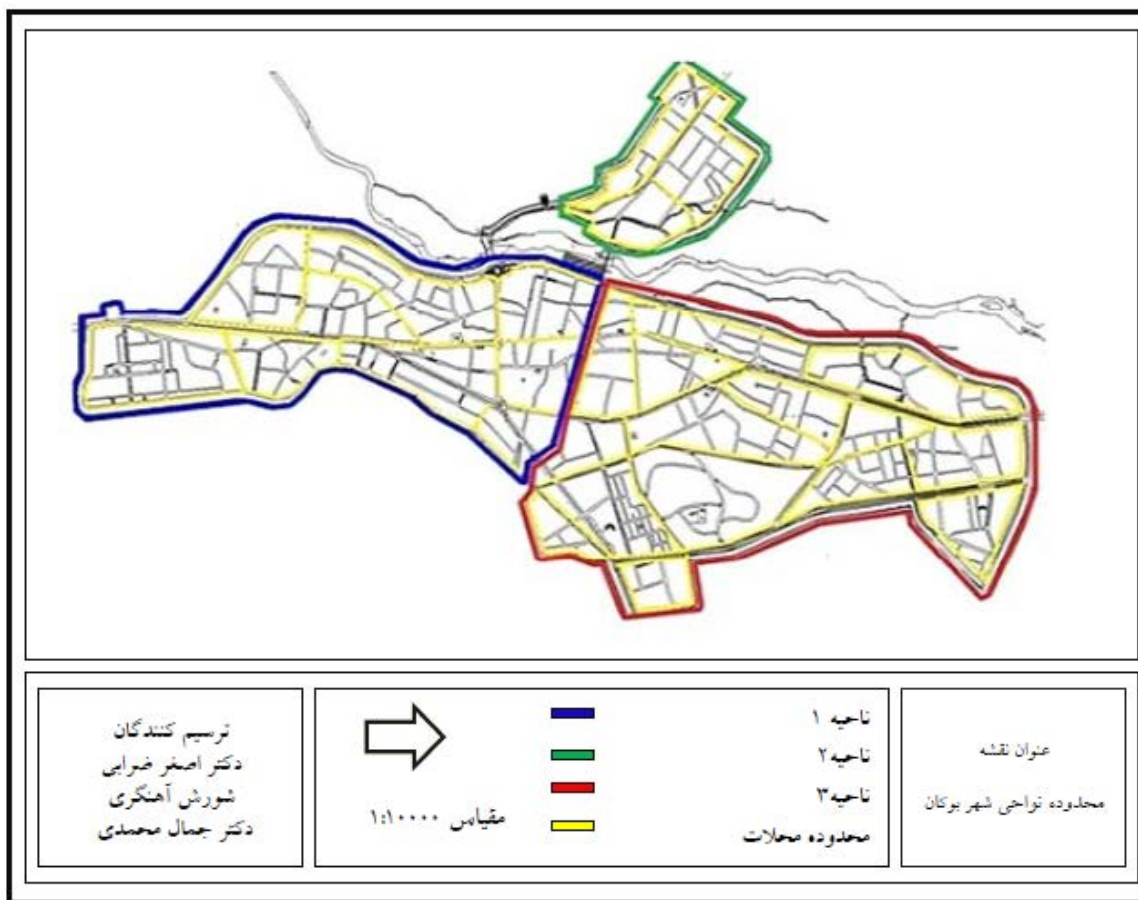 عنوان نقشه
محدوده نواحی شهر بوکان
ناحیه ۱
ناحیه۲
ناحیه۳
محدوده محلات
مقیاس ۱:۱۰۰۰۰
ترسیم کنندگان
دکتر اصغر ضرابی
شورش آهنگری
دکتر جمال محمدی